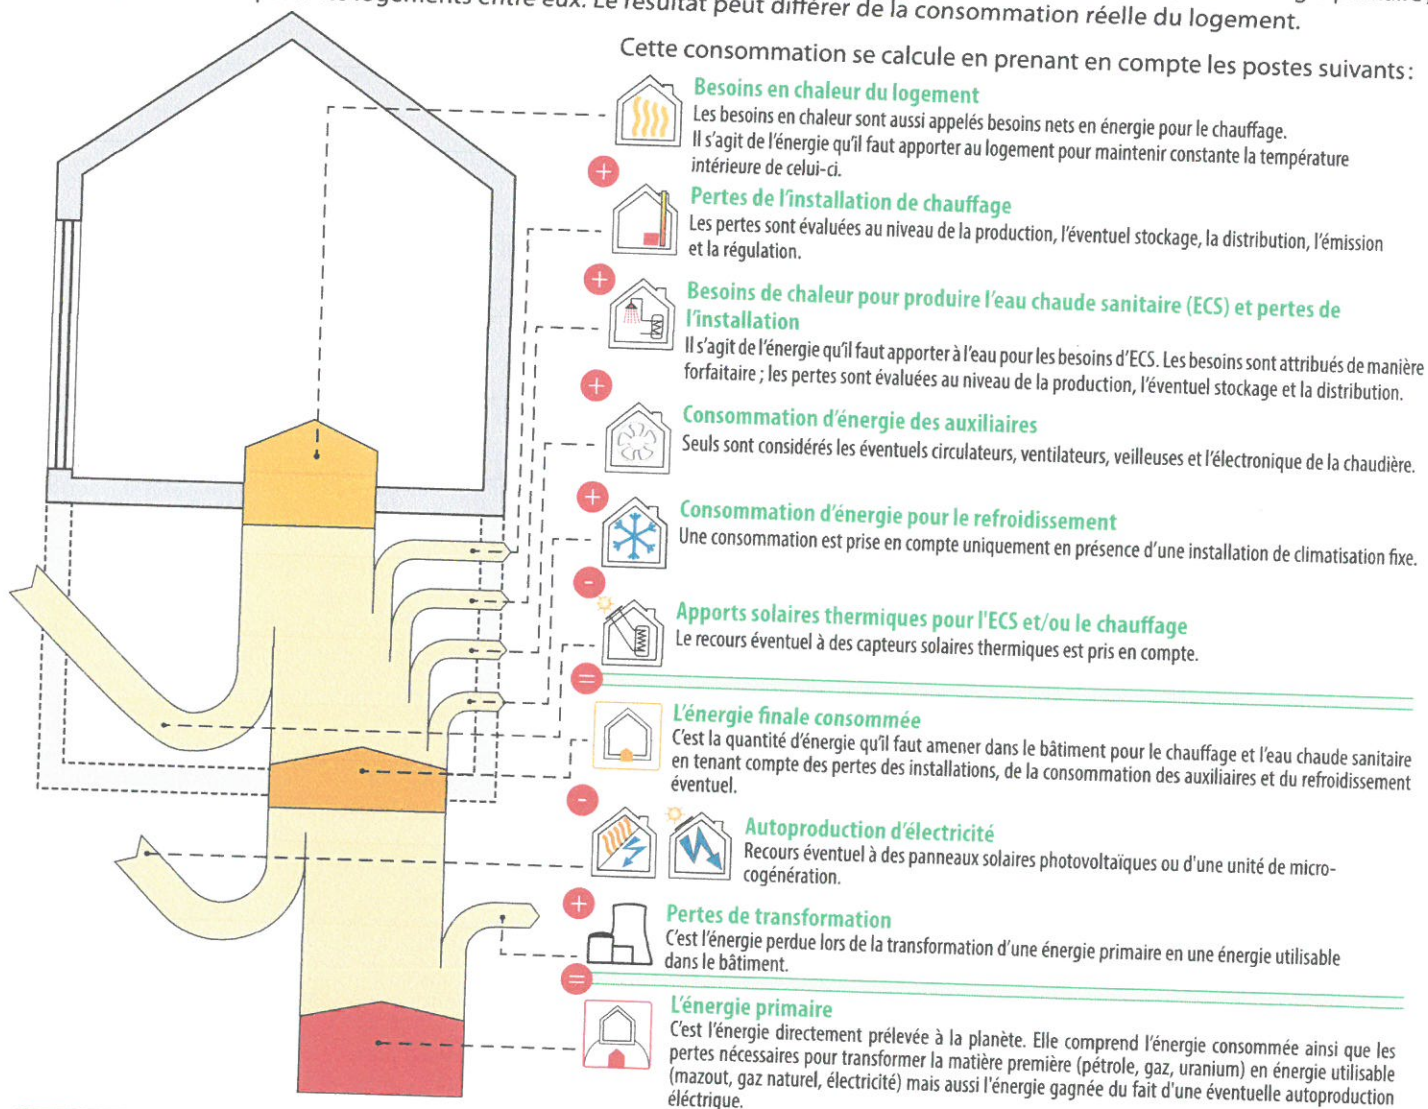 logements entre eux. Le résultat peut différer de la consommation réelle du logement.
Cette consommation se calcule en prenant en compte les postes suivants :
Besoins en chaleur du logement
Les besoins en chaleur sont aussi appelés besoins nets en énergie pour le chauffage.
Il s'agit de l'énergie qu'il faut apporter au logement pour maintenir constante la température
intérieure de celui-ci.
+
Pertes de l'installation de chauffage
Les pertes sont évaluées au niveau de la production, l'éventuel stockage, la distribution, l'émission
et la régulation.
+
Besoins de chaleur pour produire l'eau chaude sanitaire (ECS) et pertes de
l'installation
Il s'agit de l'énergie qu'il faut apporter à l'eau pour les besoins d'ECS. Les besoins sont attribués de manière
forfaitaire ; les pertes sont évaluées au niveau de la production, l'éventuel stockage et la distribution.
+
Consommation d'énergie des auxiliaires
Seuls sont considérés les éventuels circulateurs, ventilateurs, veilleuses et l'électronique de la chaudière.
+
Consommation d'énergie pour le refroidissement
Une consommation est prise en compte uniquement en présence d'une installation de climatisation fixe.
-
Apports solaires thermiques pour l'ECS et/ou le chauffage
Le recours éventuel à des capteurs solaires thermiques est pris en compte.
=
L'énergie finale consommée
C'est la quantité d'énergie qu'il faut amener dans le bâtiment pour le chauffage et l'eau chaude sanitaire
en tenant compte des pertes des installations, de la consommation des auxiliaires et du refroidissement
éventuel.
-
Autoproduction d'électricité
Recours éventuel à des panneaux solaires photovoltaïques ou d'une unité de micro-
cogénération.
+
Pertes de transformation
C'est l'énergie perdue lors de la transformation d'une énergie primaire en une énergie utilisable
dans le bâtiment.
=
L'énergie primaire
C'est l'énergie directement prélevée à la planète. Elle comprend l'énergie consommée ainsi que les
pertes nécessaires pour transformer la matière première (pétrole, gaz, uranium) en énergie utilisable
(mazout, gaz naturel, électricité) mais aussi l'énergie gagnée du fait d'une éventuelle autoproduction
éléctrique.